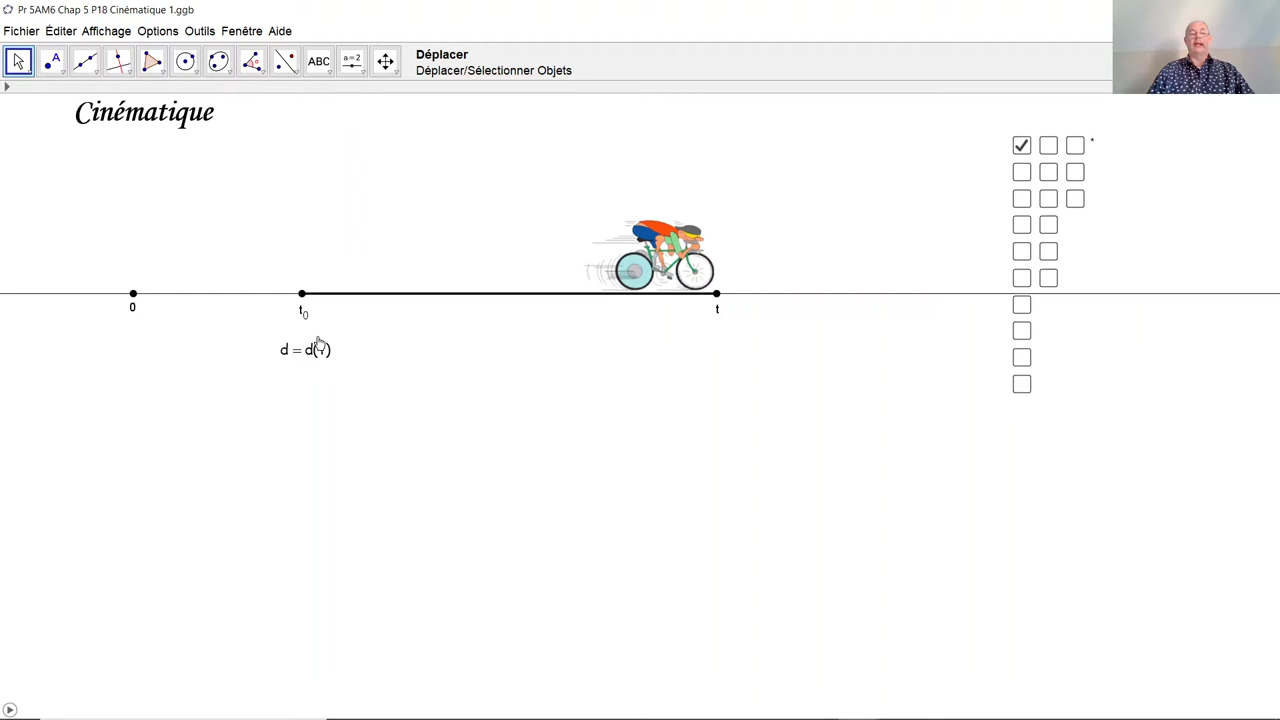 Pr 5AM6 Chap 5 P18 Cinématique 1.ggb
Fichier Éditer Affichage Options Outils Fenêtre Aide
A
ABC
a=2
Déplacer
Déplacer/Sélectionner Objets
Cinématique
*
0
t₀
t
d = d( )